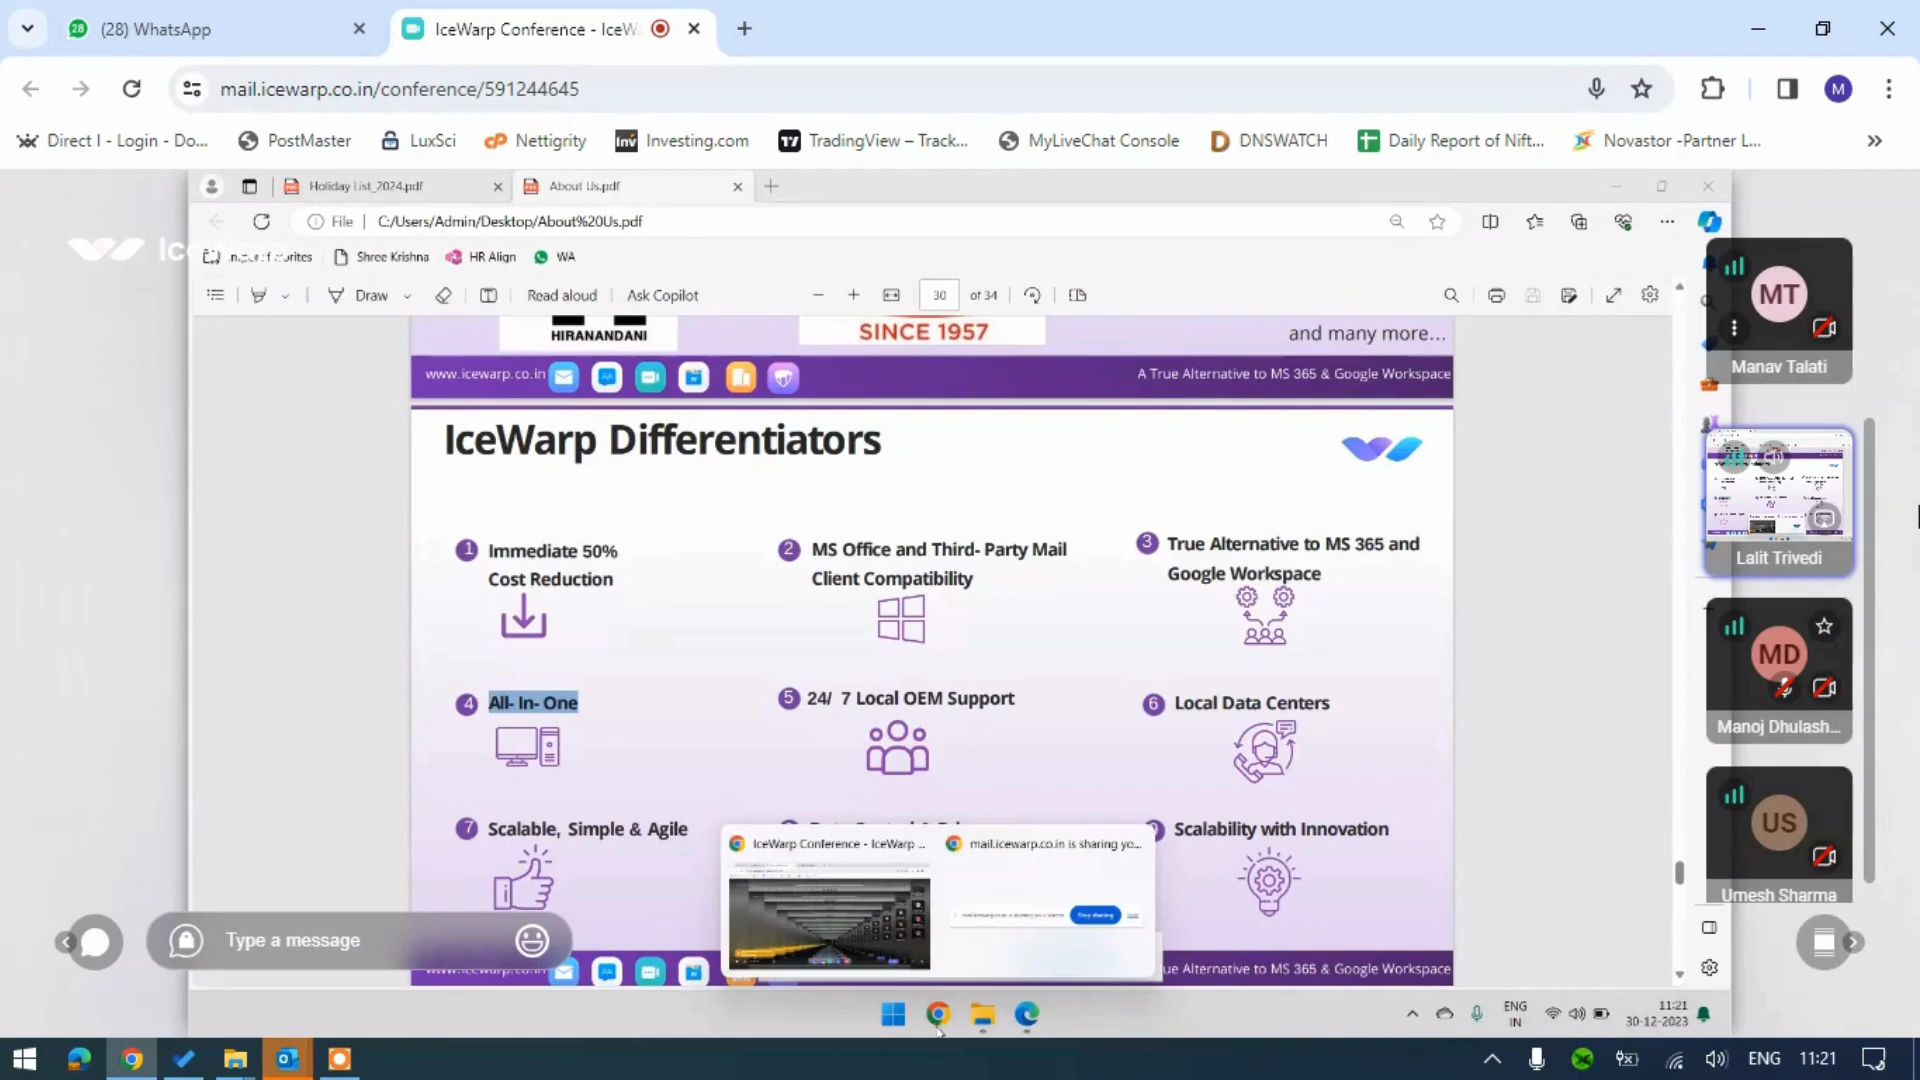 28
(28) WhatsApp
IceWarp Conference - IceW
mail.icewarp.co.in/conference/591244645
M
Direct I - Login - Do...
PostMaster
LuxSci
Nettigrity
Inv
Investing.com
TradingView – Track...
MyLiveChat Console
DNSWATCH
Daily Report of Nift...
Novastor -Partner L...
Holiday List_2024.pdf
About Us.pdf
File
C:/Users/Admin/Desktop/About%20Us.pdf
Shree Krishna
HR Align
WA
Draw
Read aloud
Ask Copilot
30
of 34
HIRANANDANI
SINCE 1957
and many more...
www.icewarp.co.in
A True Alternative to MS 365 & Google Workspace
IceWarp Differentiators
1 Immediate 50%
Cost Reduction
2 MS Office and Third- Party Mail
Client Compatibility
3 True Alternative to MS 365 and
Google Workspace
4 All- In- One
5 24/ 7 Local OEM Support
6 Local Data Centers
7 Scalable, Simple & Agile
Scalability with Innovation
IceWarp Conference - IceWarp ...
mail.icewarp.co.in is sharing yo...
Stop sharing
ue Alternative to MS 365 & Google Workspace
MT
Manav Talati
Lalit Trivedi
MD
Manoj Dhulash...
US
Umesh Sharma
Type a message
ENG
IN
11:21
30-12-2023
ENG
11:21